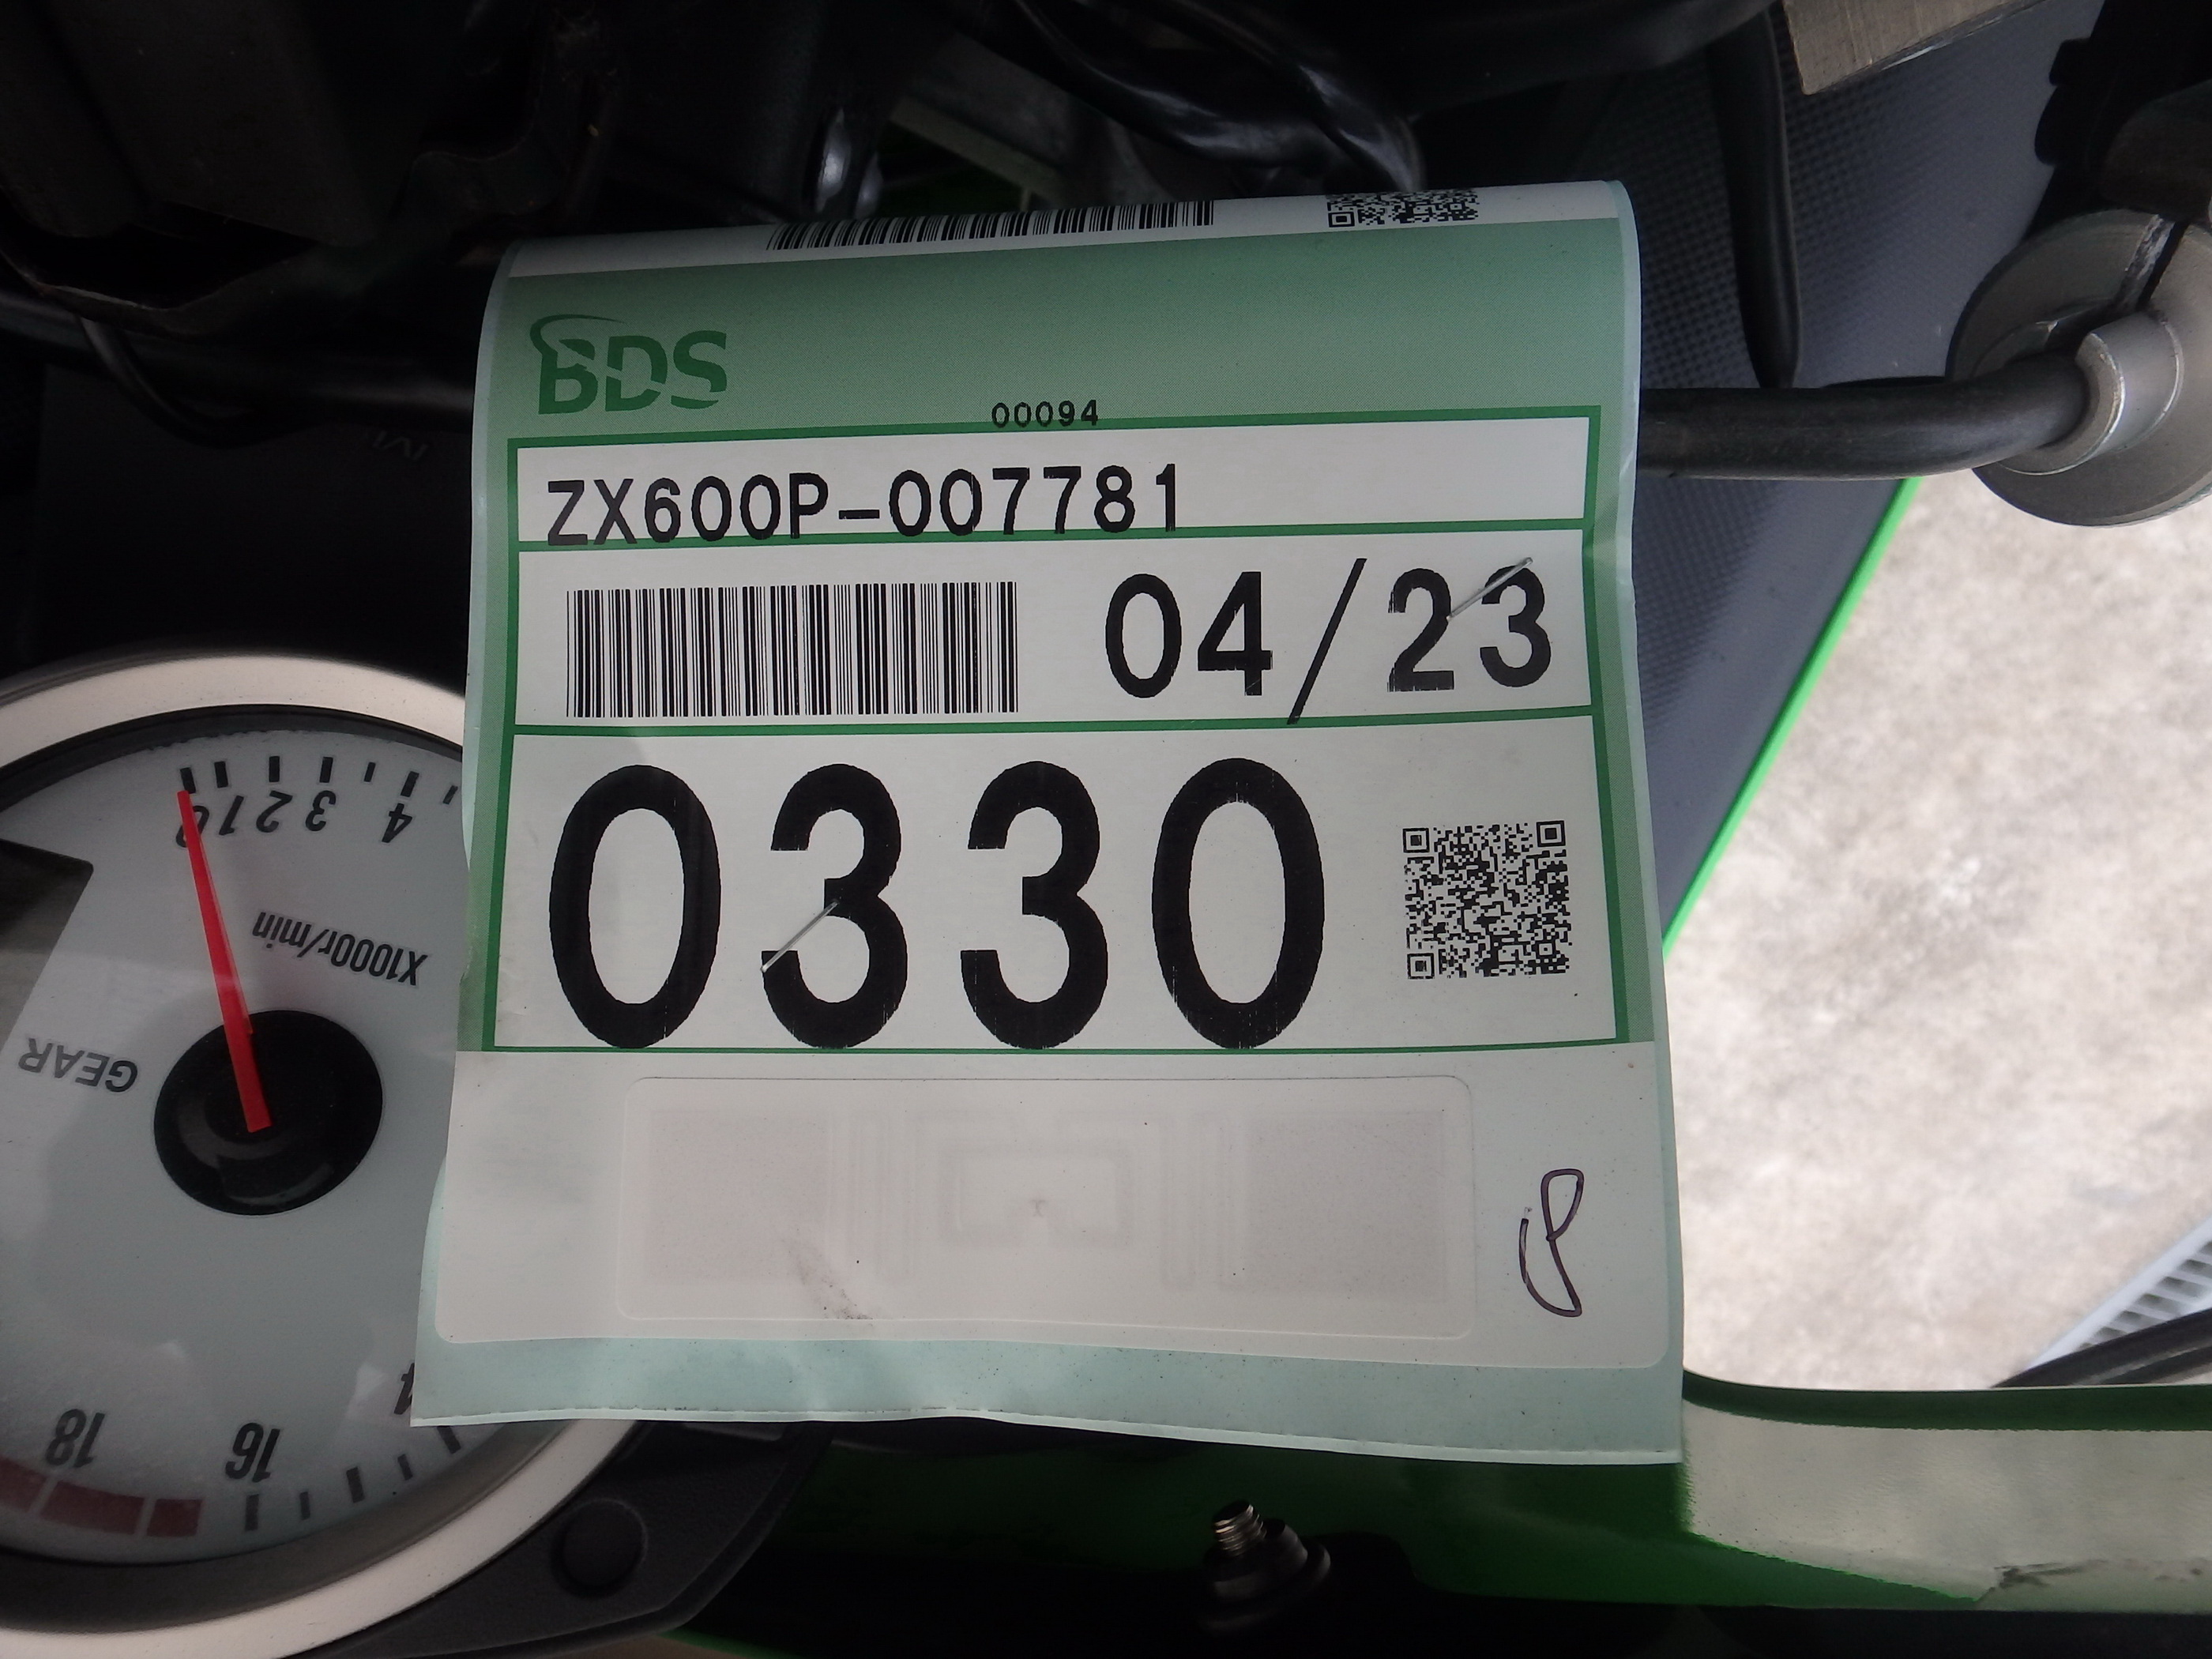 BDS
00094
ZX600P-007781
04/23
0330
0 1 2 3 4
X1000r/min
GEAR
18 16